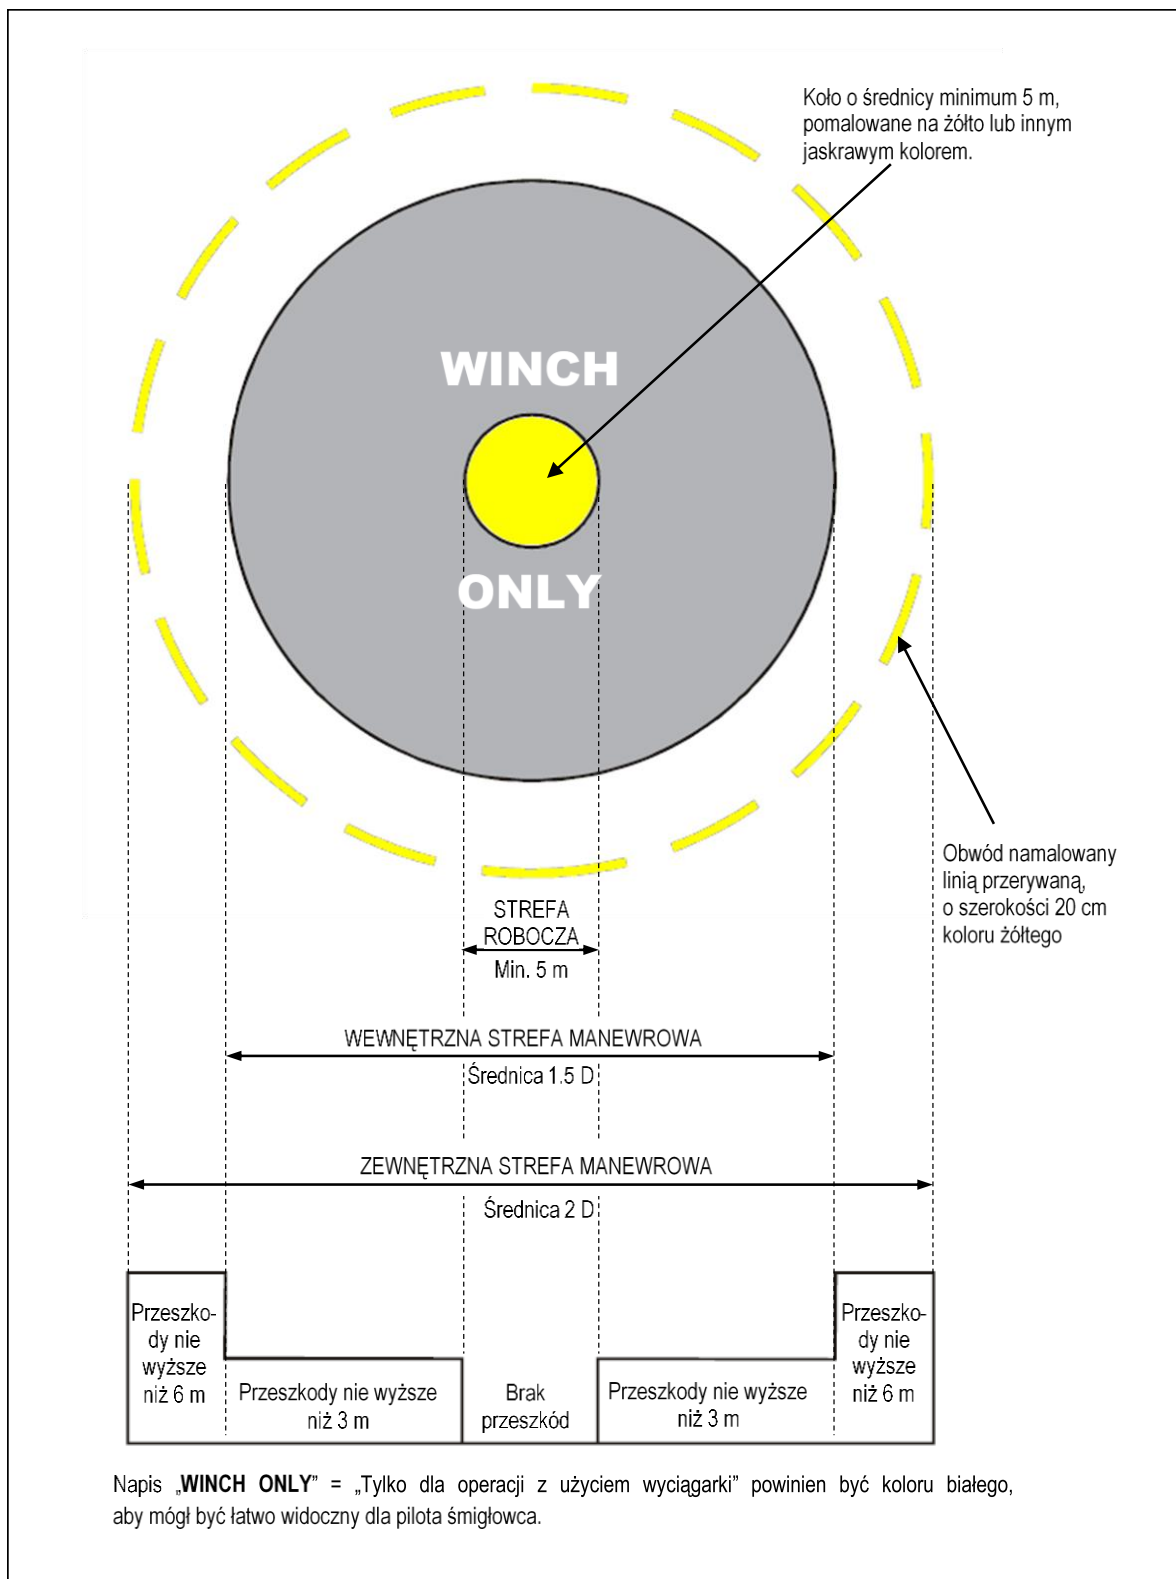 Koło o średnicy minimum 5 m,
pomalowane na żółto lub innym
jaskrawym kolorem.
WINCH
ONLY
Obwód namalowany
linią przerywaną,
o szerokości 20 cm
koloru żółtego
STREFA
ROBOCZA
Min. 5 m
WEWNĘTRZNA STREFA MANEWROWA
Średnica 1.5 D
ZEWNĘTRZNA STREFA MANEWROWA
Średnica 2 D
Przeszko-
dy nie
wyższe
niż 6 m
Przeszkody nie wyższe
niż 3 m
Brak
przeszkód
Przeszkody nie wyższe
niż 3 m
Przeszko-
dy nie
wyższe
niż 6 m
Napis „WINCH ONLY” = „Tylko dla operacji z użyciem wyciągarki” powinien być koloru białego,
aby mógł być łatwo widoczny dla pilota śmigłowca.